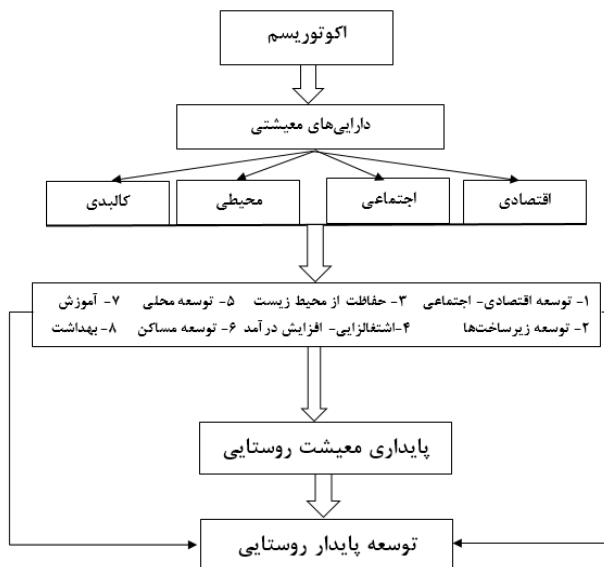 اکوتوریسم
دارایی‌های معیشتی
اقتصادی
اجتماعی
محیطی
کالبدی
۱- توسعه اقتصادی- اجتماعی ۳- حفاظت از محیط زیست ۵- توسعه محلی ۷- آموزش
۲- توسعه زیرساخت‌ها ۴-اشتغالزایی- افزایش درآمد ۶- توسعه مساکن ۸- بهداشت
پایداری معیشت روستایی
توسعه پایدار روستایی